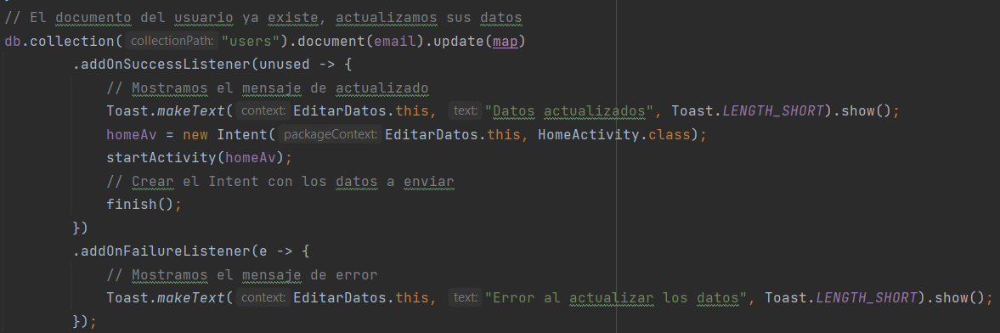 // El documento del usuario ya existe, actualizamos sus datos
db.collection( collectionPath: "users").document(email).update(map)
.addOnSuccessListener(unused -> {
// Mostramos el mensaje de actualizado
Toast.makeText( context: EditarDatos.this, text: "Datos actualizados", Toast.LENGTH_SHORT).show();
homeAv = new Intent( packageContext: EditarDatos.this, HomeActivity.class);
startActivity(homeAv);
// Crear el Intent con los datos a enviar
finish();
})
.addOnFailureListener(e -> {
// Mostramos el mensaje de error
Toast.makeText( context: EditarDatos.this, text: "Error al actualizar los datos", Toast.LENGTH_SHORT).show();
});